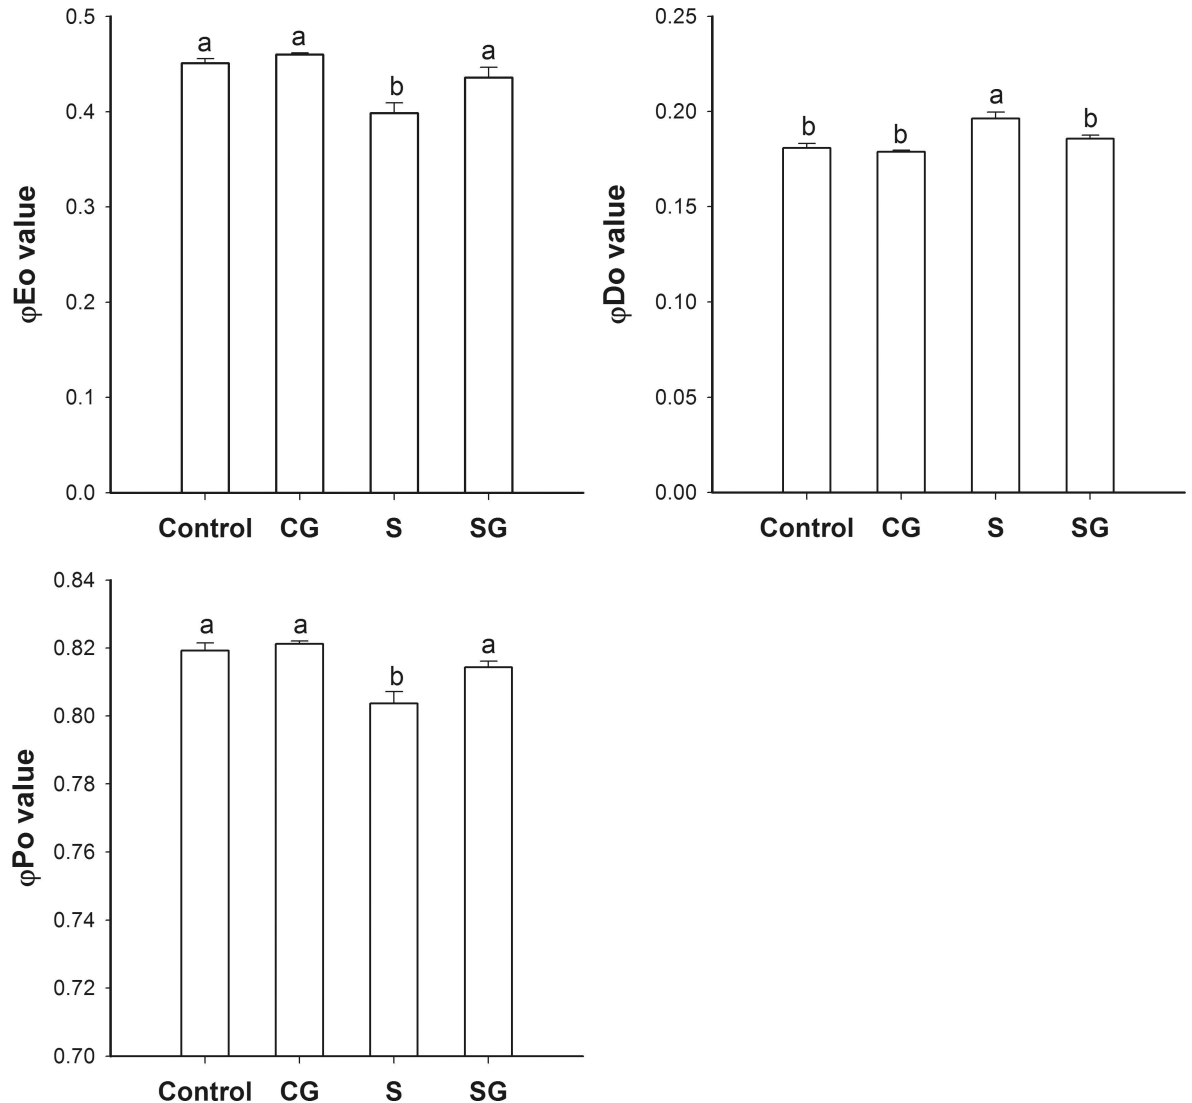 φEo value
0.5
0.4
0.3
0.2
0.1
0.0
a
a
b
a
Control CG S SG
φDo value
0.25
0.20
0.15
0.10
0.05
0.00
b
b
a
b
Control CG S SG
φPo value
0.84
0.82
0.80
0.78
0.76
0.74
0.72
0.70
a
a
b
a
Control CG S SG